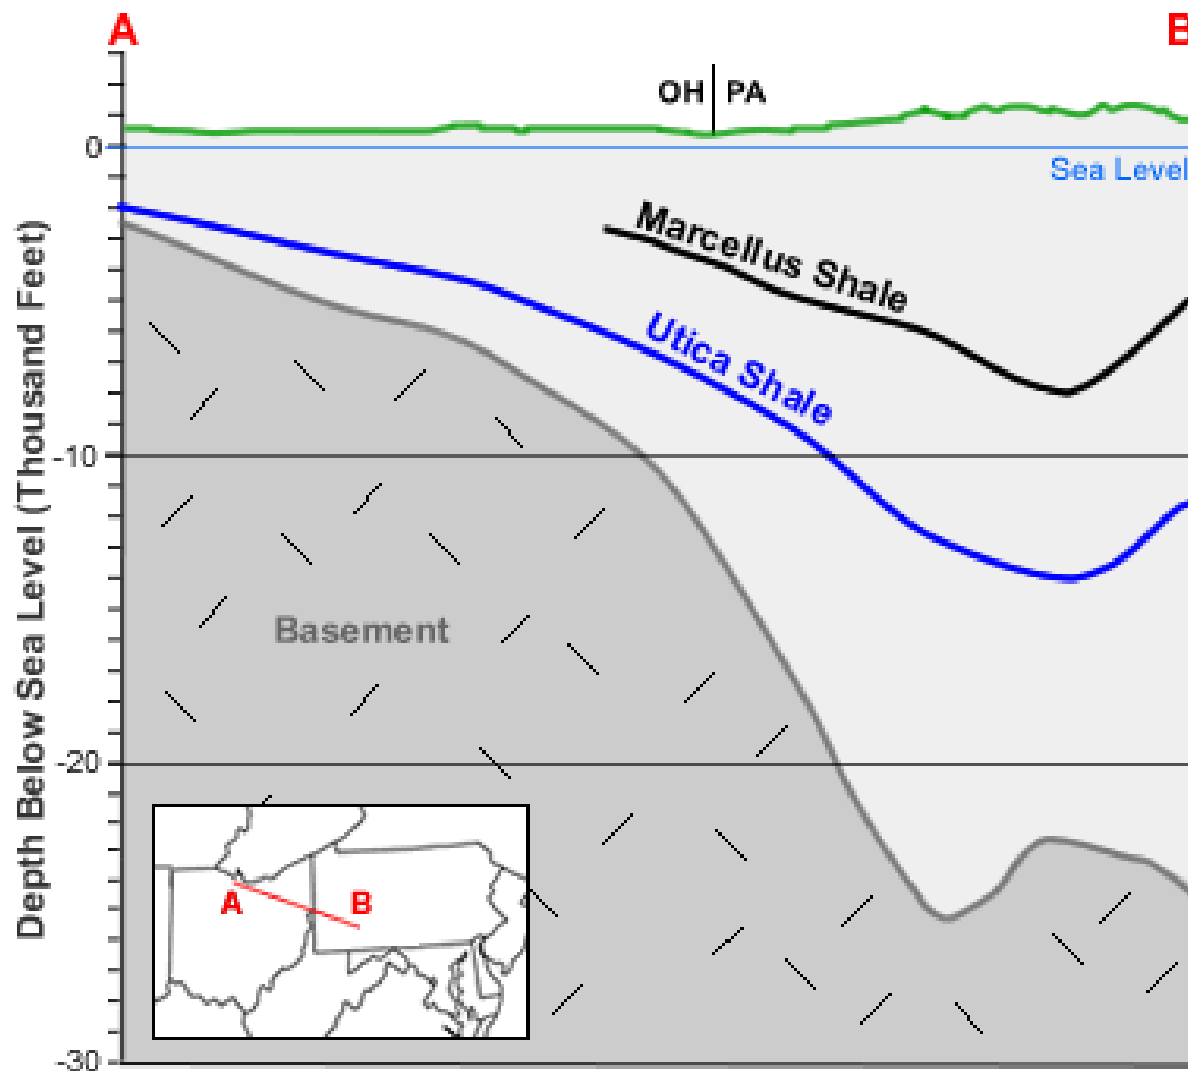 A
B
OH PA
0
Sea Level
Marcellus Shale
Utica Shale
-10
Basement
-20
A
B
-30
Depth Below Sea Level (Thousand Feet)